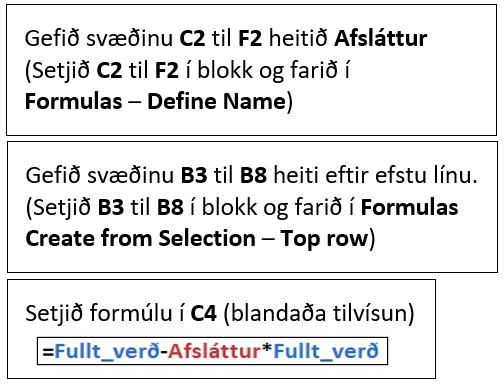 Gefið svæðinu C2 til F2 heitið Afsláttur
(Setjið C2 til F2 í blokk og farið í
Formulas – Define Name)
Gefið svæðinu B3 til B8 heiti eftir efstu línu.
(Setjið B3 til B8 í blokk og farið í Formulas
Create from Selection – Top row)
Setjið formúlu í C4 (blandaða tilvísun)
=Fullt_verð-Afsláttur*Fullt_verð